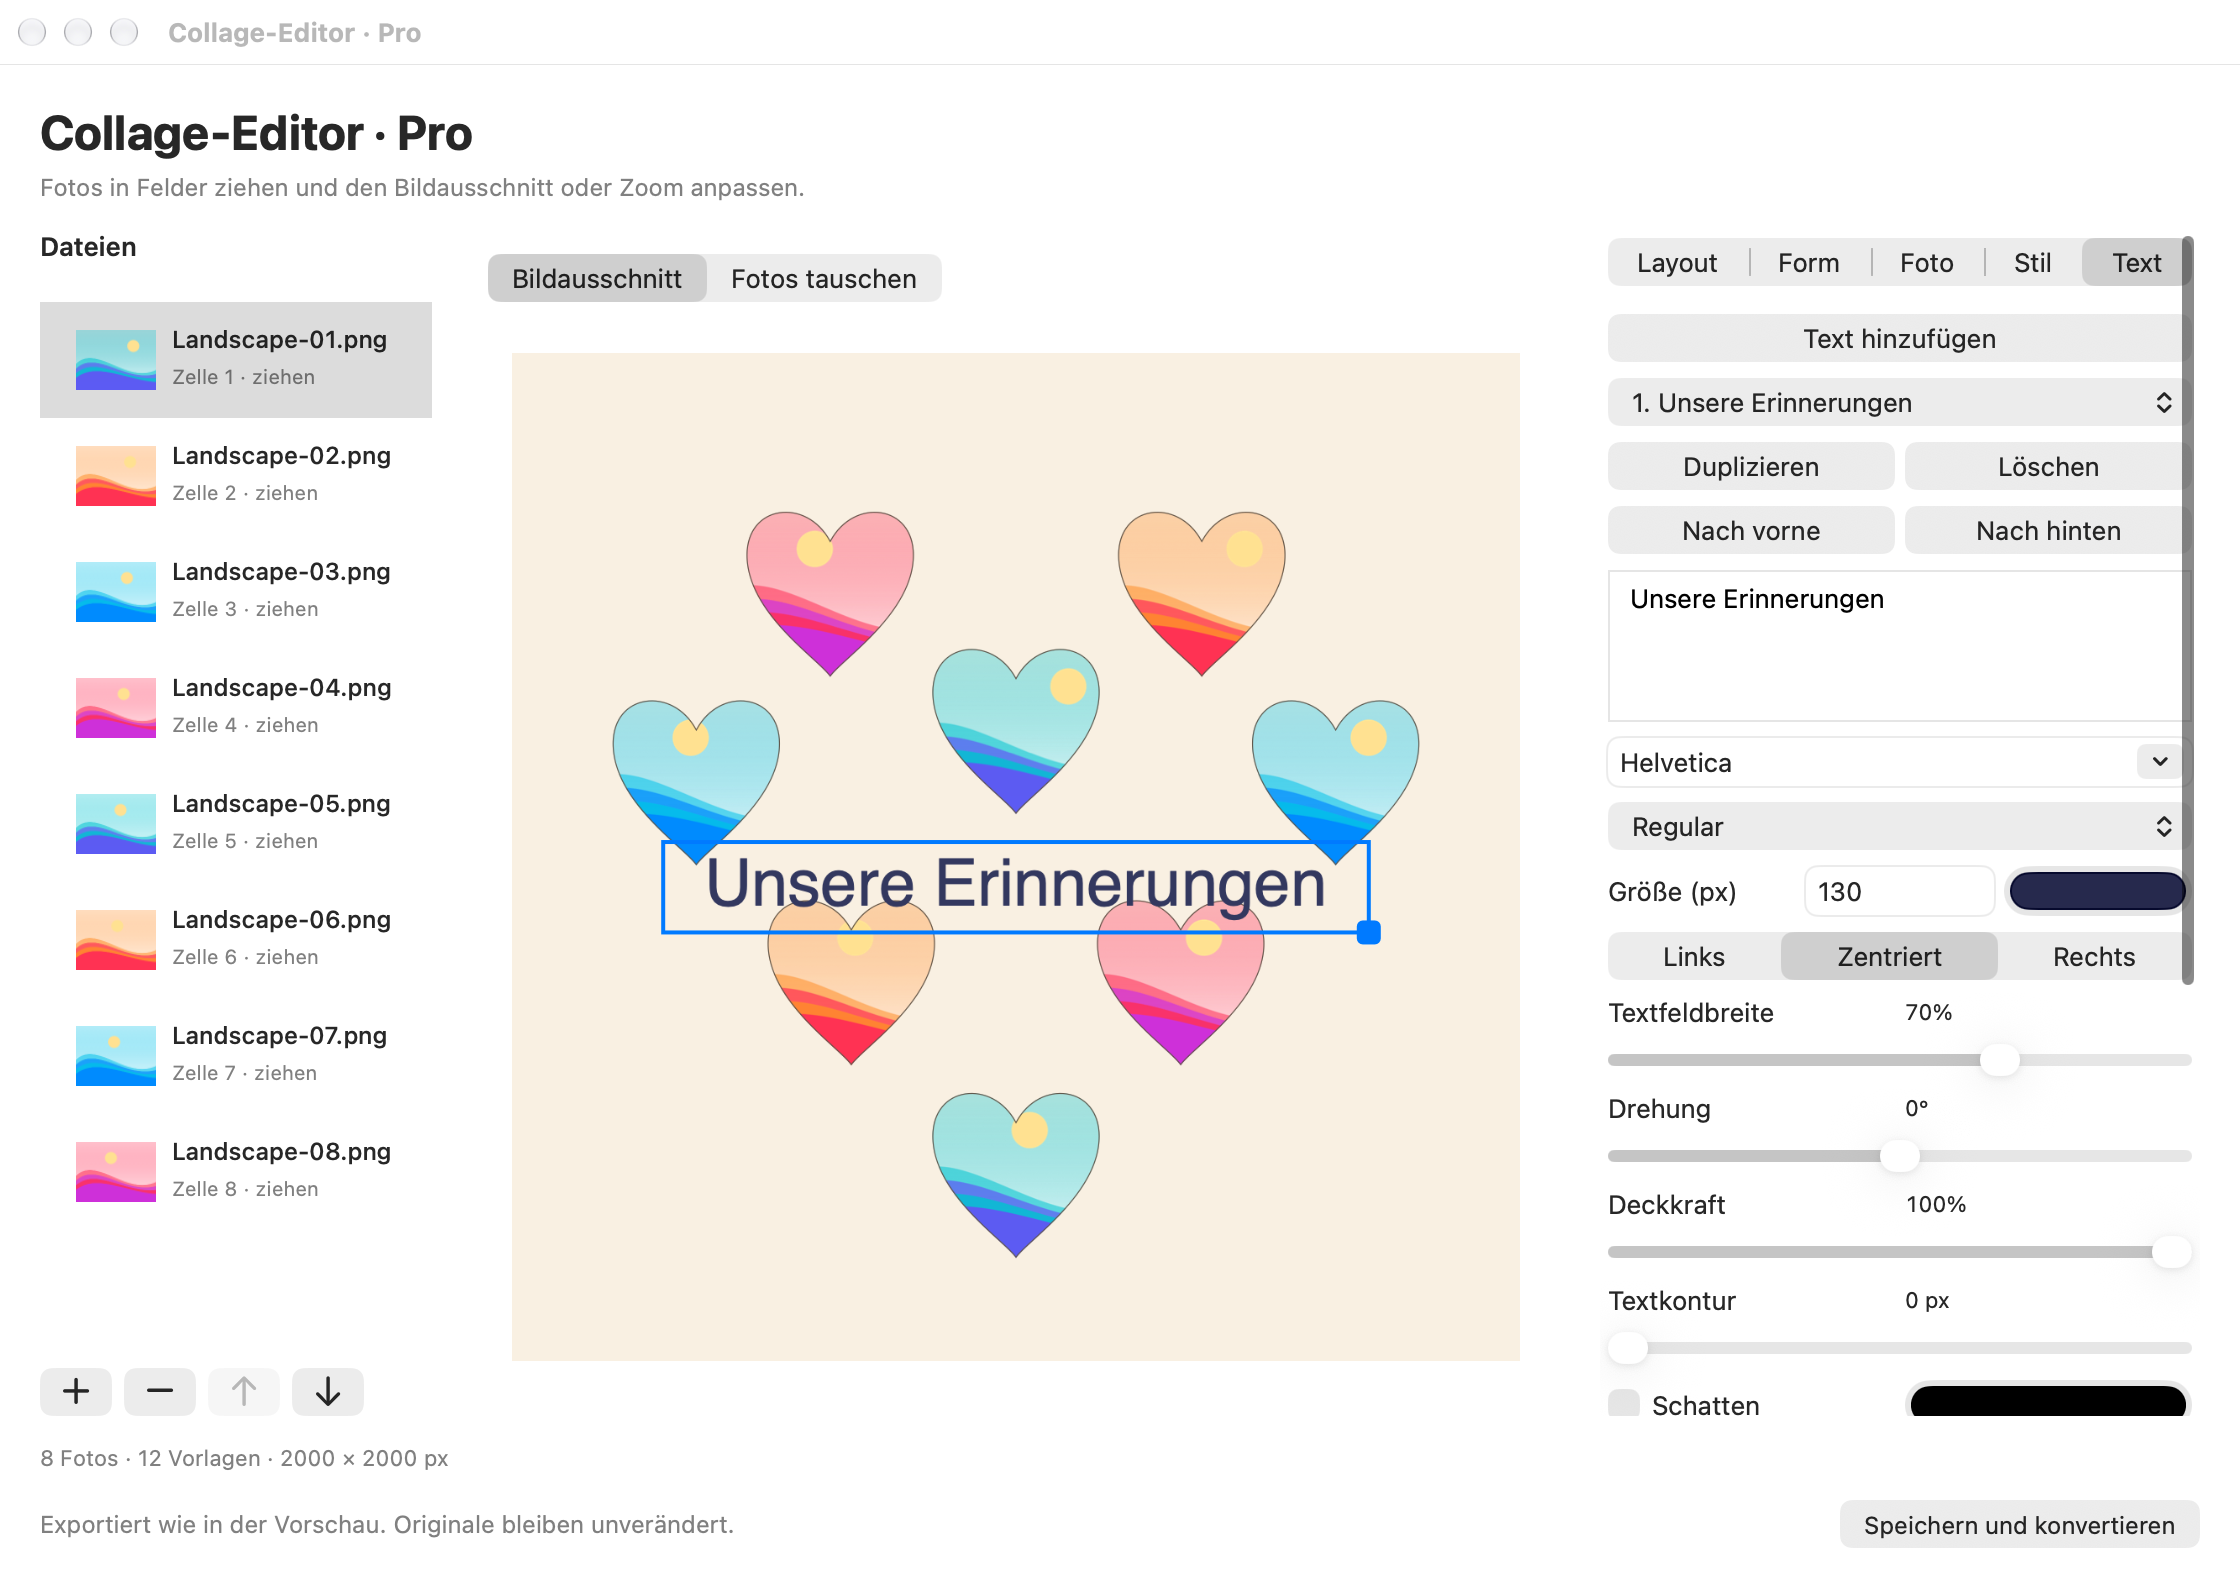 Collage-Editor · Pro
Collage-Editor · Pro
Fotos in Felder ziehen und den Bildausschnitt oder Zoom anpassen.
Dateien
Landscape-01.png
Zelle 1 · ziehen
Landscape-02.png
Zelle 2 · ziehen
Landscape-03.png
Zelle 3 · ziehen
Landscape-04.png
Zelle 4 · ziehen
Landscape-05.png
Zelle 5 · ziehen
Landscape-06.png
Zelle 6 · ziehen
Landscape-07.png
Zelle 7 · ziehen
Landscape-08.png
Zelle 8 · ziehen
8 Fotos · 12 Vorlagen · 2000 × 2000 px
Exportiert wie in der Vorschau. Originale bleiben unverändert.
Bildausschnitt Fotos tauschen
Unsere Erinnerungen
Layout Form Foto Stil Text
Text hinzufügen
1. Unsere Erinnerungen
Duplizieren Löschen
Nach vorne Nach hinten
Unsere Erinnerungen
Helvetica
Regular
Größe (px) 130
Links Zentriert Rechts
Textfeldbreite 70%
Drehung 0°
Deckkraft 100%
Textkontur 0 px
Schatten
Speichern und konvertieren